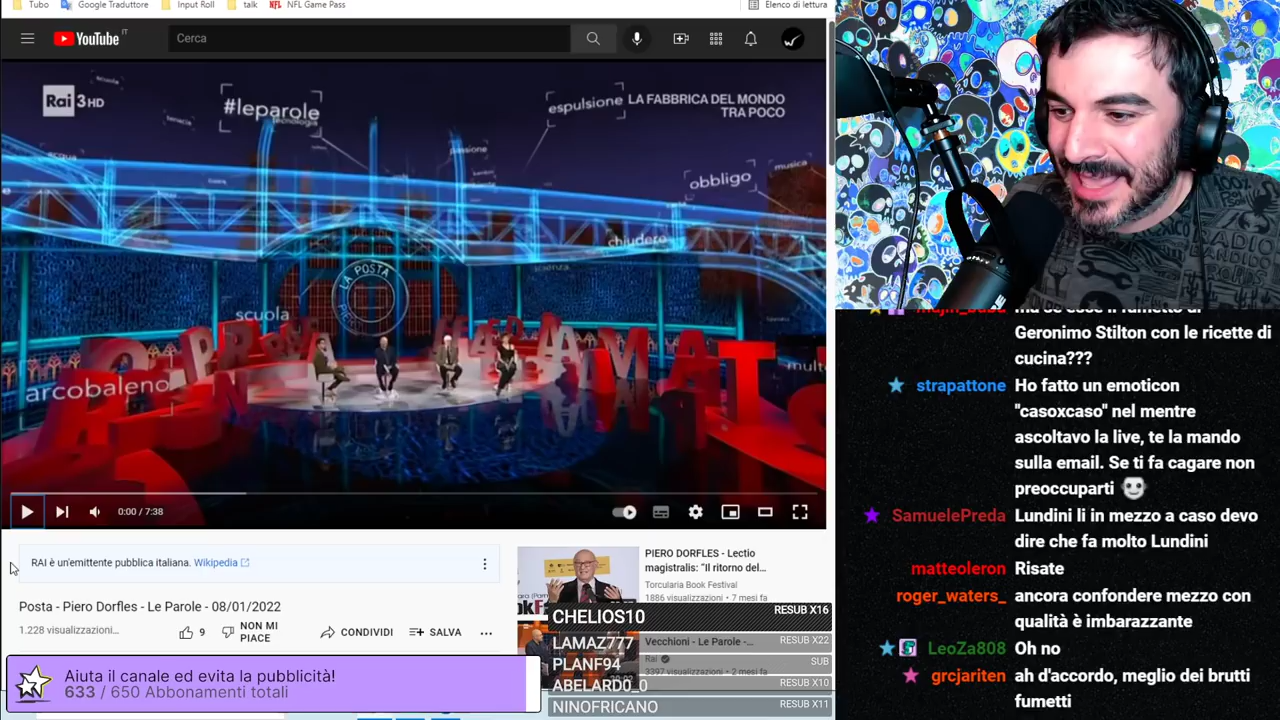 Tubo Google Traduttore Input Roll talk NFL Game Pass Elenco di lettura
YouTube IT
Cerca
Rai 3HD
#leparole
tecnologia
espulsione
LA FABBRICA DEL MONDO
TRA POCO
scuola
acqua
passione
musica
obbligo
chiudere
scienza
LA POSTA
scuola
arcobaleno
0:00 / 7:38
RAI è un'emittente pubblica italiana. Wikipedia
Posta - Piero Dorfles - Le Parole - 08/01/2022
1.228 visualizzazioni...
9
NON MI
PIACE
CONDIVIDI
SALVA
PIERO DORFLES - Lectio
magistralis: "Il ritorno del...
Torcularia Book Festival
1886 visualizzazioni • 7 mesi fa
Vecchioni - Le Parole -...
Rai
3397 visualizzazioni • 2 mesi fa
CHELIOS10 RESUB X16
LAMAZ777 RESUB X22
PLANF94 SUB
ABELARD0_0 RESUB X10
NINOFRICANO RESUB X11
Aiuta il canale ed evita la pubblicità!
633 / 650 Abbonamenti totali
Geronimo Stilton con le ricette di
cucina???
strapattone Ho fatto un emoticon
"casoxcaso" nel mentre
ascoltavo la live, te la mando
sulla email. Se ti fa cagare non
preoccuparti
SamuelePreda Lundini li in mezzo a caso devo
dire che fa molto Lundini
matteoleron Risate
roger_waters_ ancora confondere mezzo con
qualità è imbarazzante
LeoZa808 Oh no
grcjariten ah d'accordo, meglio dei brutti
fumetti